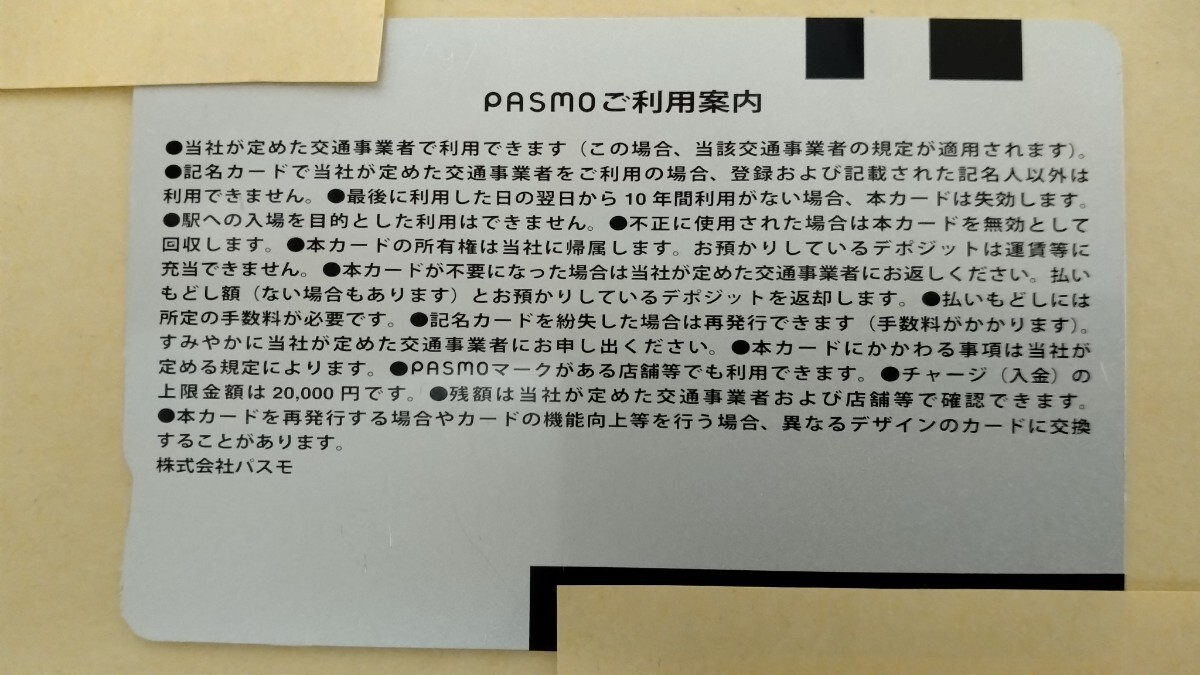 PASMOご利用案内
●当社が定めた交通事業者で利用できます（この場合、当該交通事業者の規定が適用されます）。
●記名カードで当社が定めた交通事業者をご利用の場合、登録および記載された記名人以外は
利用できません。●最後に利用した日の翌日から10年間利用がない場合、本カードは失効します。
●駅への入場を目的とした利用はできません。●不正に使用された場合は本カードを無効として
回収します。●本カードの所有権は当社に帰属します。お預かりしているデポジットは運賃等に
充当できません。●本カードが不要になった場合は当社が定めた交通事業者にお返しください。払い
もどし額（ない場合もあります）とお預かりしているデポジットを返却します。●払いもどしには
所定の手数料が必要です。●記名カードを紛失した場合は再発行できます（手数料がかかります）。
すみやかに当社が定めた交通事業者にお申し出ください。●本カードにかかわる事項は当社が
定める規定によります。●PASMOマークがある店舗等でも利用できます。●チャージ（入金）の
上限金額は20,000円です。●残額は当社が定めた交通事業者および店舗等で確認できます。
●本カードを再発行する場合やカードの機能向上等を行う場合、異なるデザインのカードに交換
することがあります。
株式会社パスモ